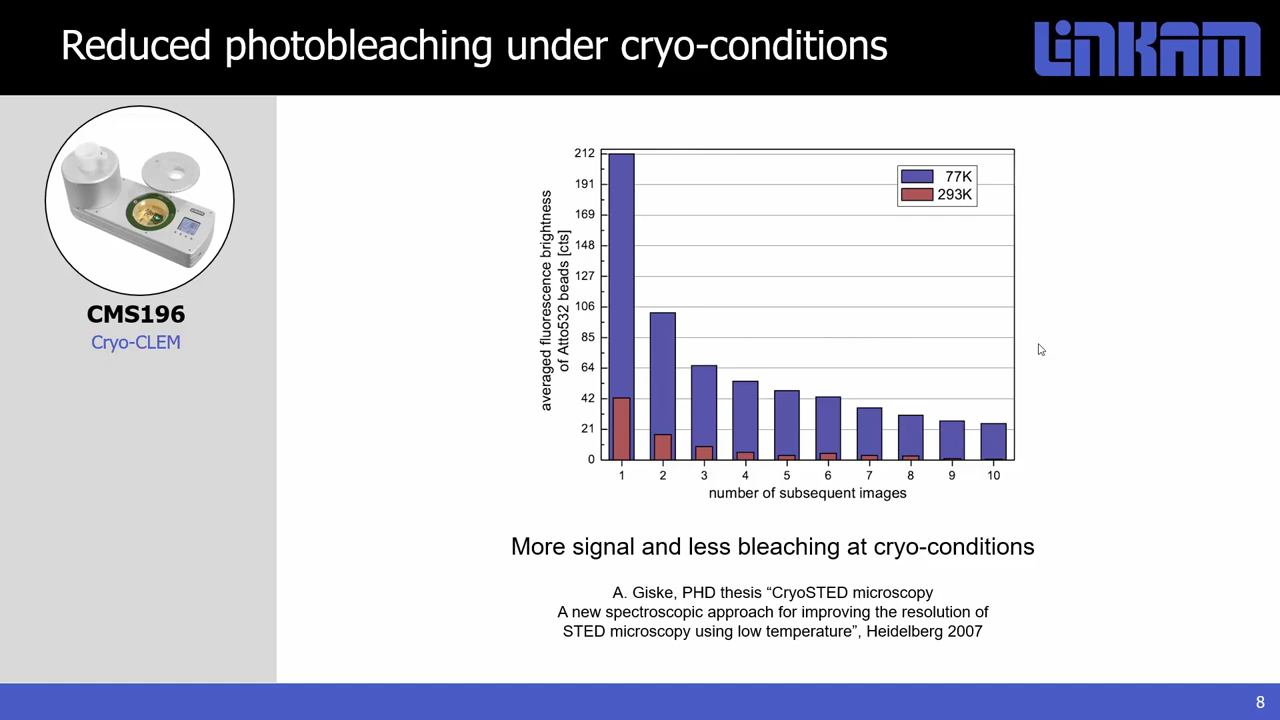 Reduced photobleaching under cryo-conditions
LINKAM
CMS196
Cryo-CLEM
averaged fluorescence brightness
of Atto532 beads [cts]
212
191
169
148
127
106
85
64
42
21
0
77K
293K
1 2 3 4 5 6 7 8 9 10
number of subsequent images
More signal and less bleaching at cryo-conditions
A. Giske, PHD thesis “CryoSTED microscopy
A new spectroscopic approach for improving the resolution of
STED microscopy using low temperature”, Heidelberg 2007
8